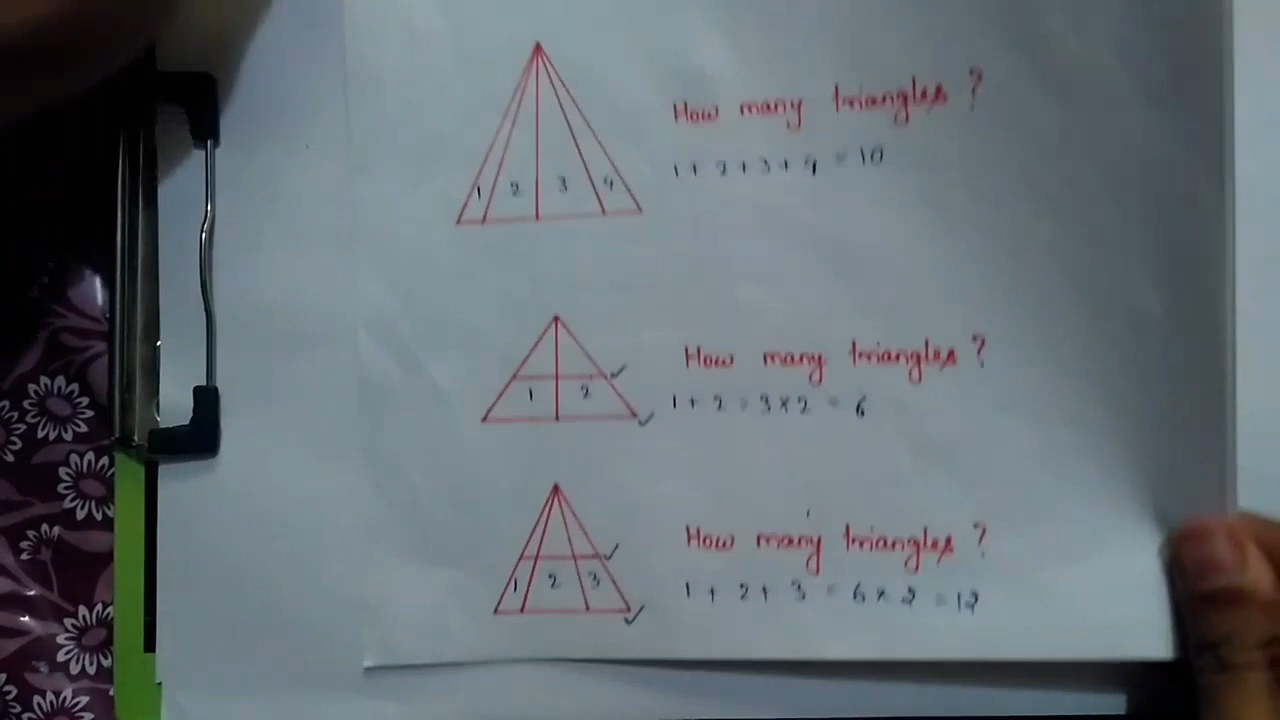 How many triangles ?
1 + 2 + 3 + 4 = 10
1 2 3 4
How many triangles ?
1 + 2 = 3 × 2 = 6
1 2
How many triangles ?
1 + 2 + 3 = 6 × 2 = 12
1 2 3